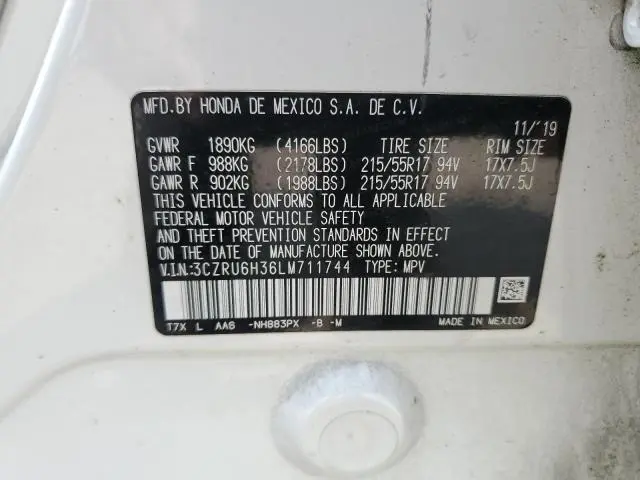 MFD.BY HONDA DE MEXICO S.A. DE C.V.
11/'19
GVWR 1890KG (4166LBS) TIRE SIZE RIM SIZE
GAWR F 988KG (2178LBS) 215/55R17 94V 17X7.5J
GAWR R 902KG (1988LBS) 215/55R17 94V 17X7.5J
THIS VEHICLE CONFORMS TO ALL APPLICABLE
FEDERAL MOTOR VEHICLE SAFETY
AND THEFT PREVENTION STANDARDS IN EFFECT
ON THE DATE OF MANUFACTURE SHOWN ABOVE.
V.I.N.:3CZRU6H36LM711744 TYPE: MPV
T7X L AA6 -NH883PX -B -M MADE IN MEXICO